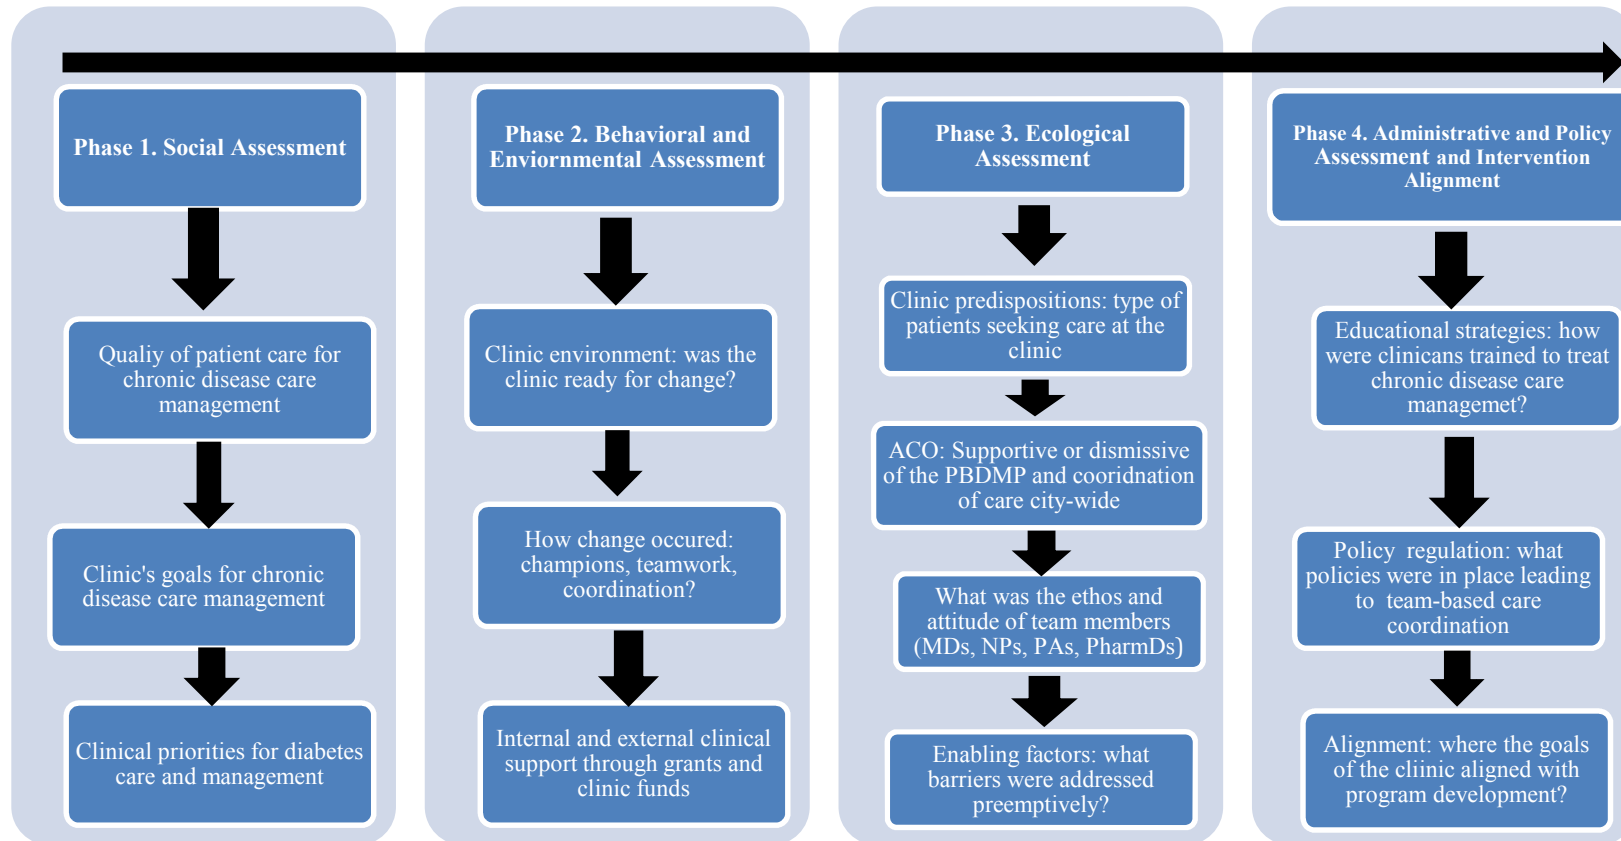 Phase 1. Social Assessment
Qualiy of patient care for
chronic disease care
management
Clinic's goals for chronic
disease care management
Clinical priorities for diabetes
care and management
Phase 2. Behavioral and
Enviornmental Assessment
Clinic environment: was the
clinic ready for change?
How change occured:
champions, teamwork,
coordination?
Internal and external clinical
support through grants and
clinic funds
Phase 3. Ecological
Assessment
Clinic predispositions: type of
patients seeking care at the
clinic
ACO: Supportive or dismissive
of the PBDMP and cooridnation
of care city-wide
What was the ethos and
attitude of team members
(MDs, NPs, PAs, PharmDs)
Enabling factors: what
barriers were addressed
preemptively?
Phase 4. Administrative and Policy
Assessment and Intervention
Alignment
Educational strategies: how
were clinicians trained to treat
chronic disease care
managemet?
Policy regulation: what
policies were in place leading
to team-based care
coordination
Alignment: where the goals
of the cliinic aligned with
program development?